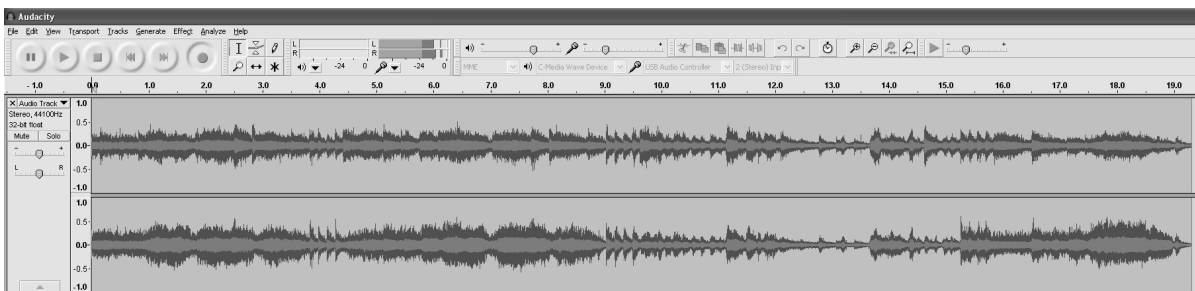 Audacity
File Edit View Transport Tracks Generate Effect Analyze Help
L
R
L
R
-24 0
-24 0
MME
C-Media Wave Device
USB Audio Controller
2 (Stereo) Inp
- 1.0 0.0 1.0 2.0 3.0 4.0 5.0 6.0 7.0 8.0 9.0 10.0 11.0 12.0 13.0 14.0 15.0 16.0 17.0 18.0 19.0
X Audio Track
Stereo, 44100Hz
32-bit float
Mute Solo
- +
L R
1.0
0.5-
0.0-
-0.5-
-1.0
1.0
0.5-
0.0-
-0.5-
-1.0